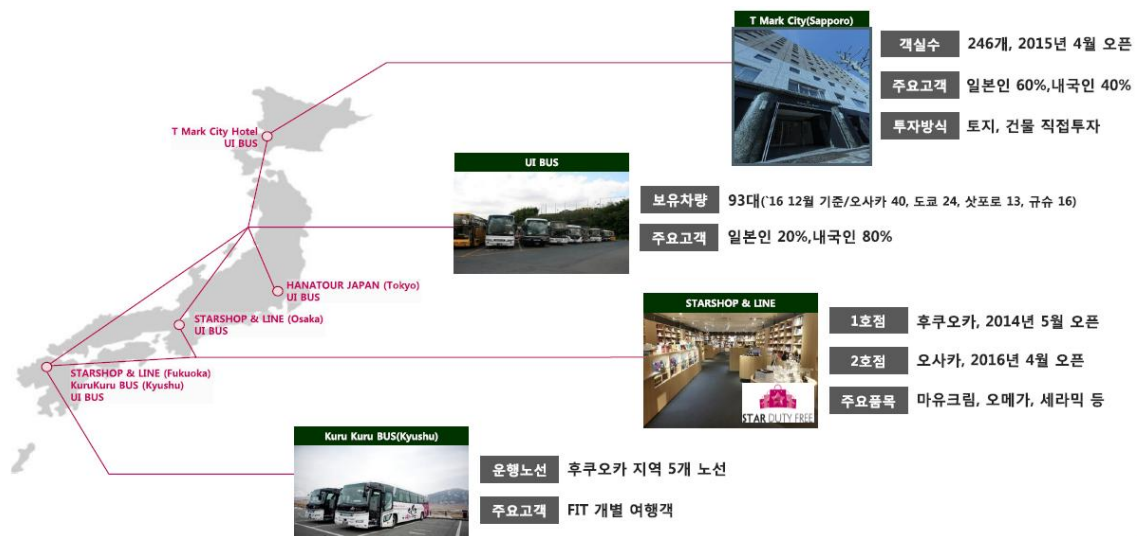 T Mark City(Sapporo)
객실수 246개, 2015년 4월 오픈
주요고객 일본인 60%,내국인 40%
투자방식 토지, 건물 직접투자
T Mark City Hotel
UI BUS
UI BUS
보유차량 93대(`16 12월 기준/오사카 40, 도쿄 24, 삿포로 13, 규슈 16)
주요고객 일본인 20%,내국인 80%
HANATOUR JAPAN (Tokyo)
UI BUS
STARSHOP & LINE (Osaka)
UI BUS
STARSHOP & LINE
1호점 후쿠오카, 2014년 5월 오픈
2호점 오사카, 2016년 4월 오픈
주요품목 마유크림, 오메가, 세라믹 등
STAR DUTY FREE
STARSHOP & LINE (Fukuoka)
KuruKuru BUS (Kyushu)
UI BUS
Kuru Kuru BUS(Kyushu)
운행노선 후쿠오카 지역 5개 노선
주요고객 FIT 개별 여행객